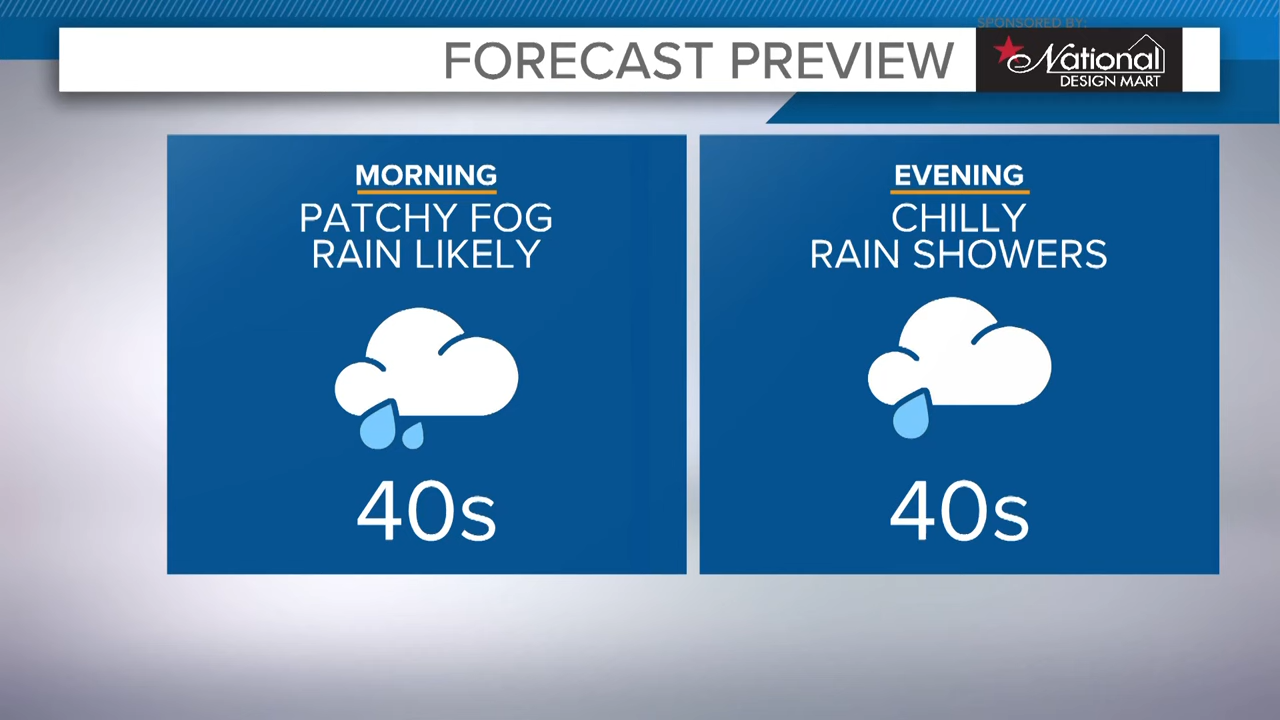 SPONSORED BY:
FORECAST PREVIEW
National
DESIGN MART
MORNING
PATCHY FOG
RAIN LIKELY
40s
EVENING
CHILLY
RAIN SHOWERS
40s